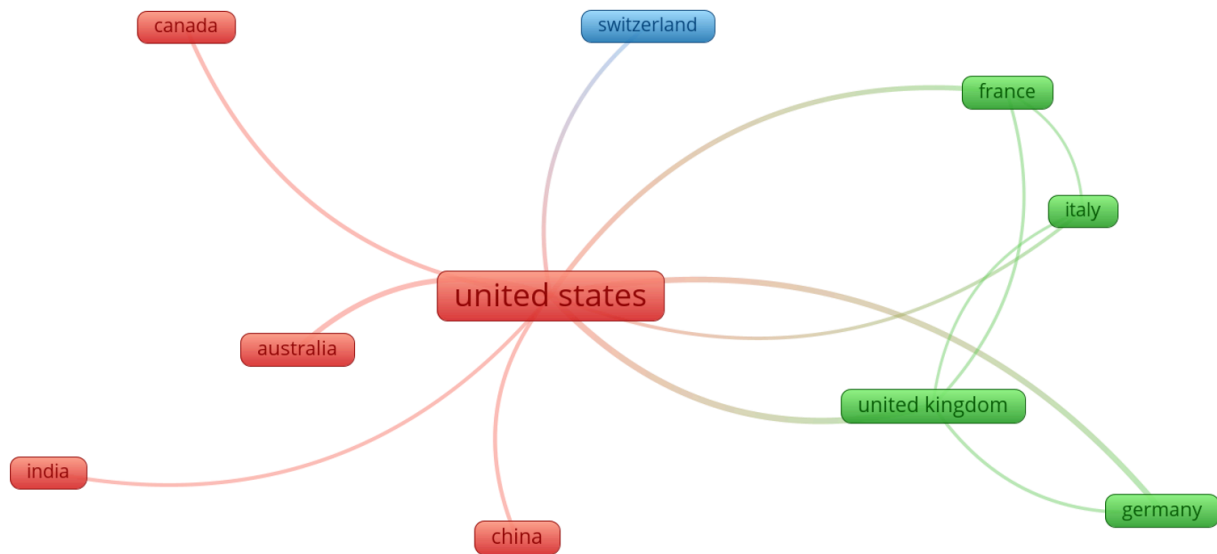 canada
switzerland
france
italy
united states
australia
united kingdom
india
germany
china